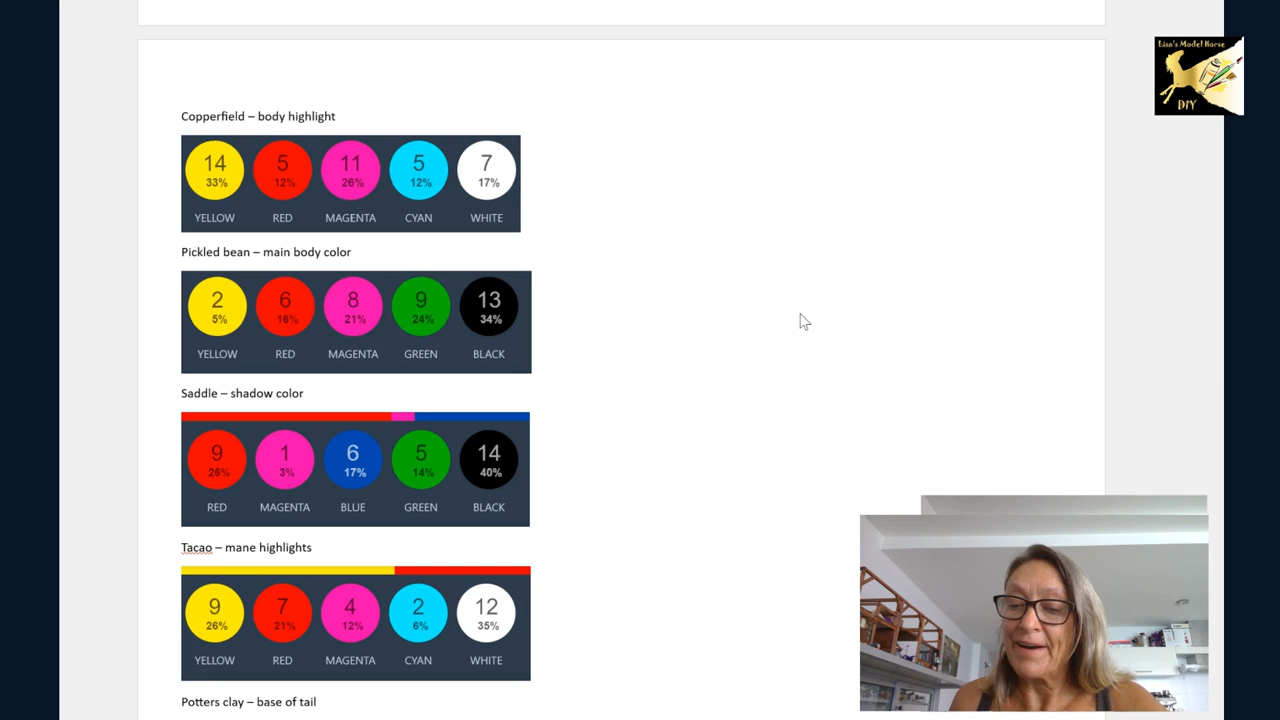 Lisa's Model Horse
DIY
Copperfield – body highlight
14 5 11 5 7
33% 12% 26% 12% 17%
YELLOW RED MAGENTA CYAN WHITE
Pickled bean – main body color
2 6 8 9 13
5% 16% 21% 24% 34%
YELLOW RED MAGENTA GREEN BLACK
Saddle – shadow color
9 1 6 5 14
26% 3% 17% 14% 40%
RED MAGENTA BLUE GREEN BLACK
Tacao – mane highlights
9 7 4 2 12
26% 21% 12% 6% 35%
YELLOW RED MAGENTA CYAN WHITE
Potters clay – base of tail